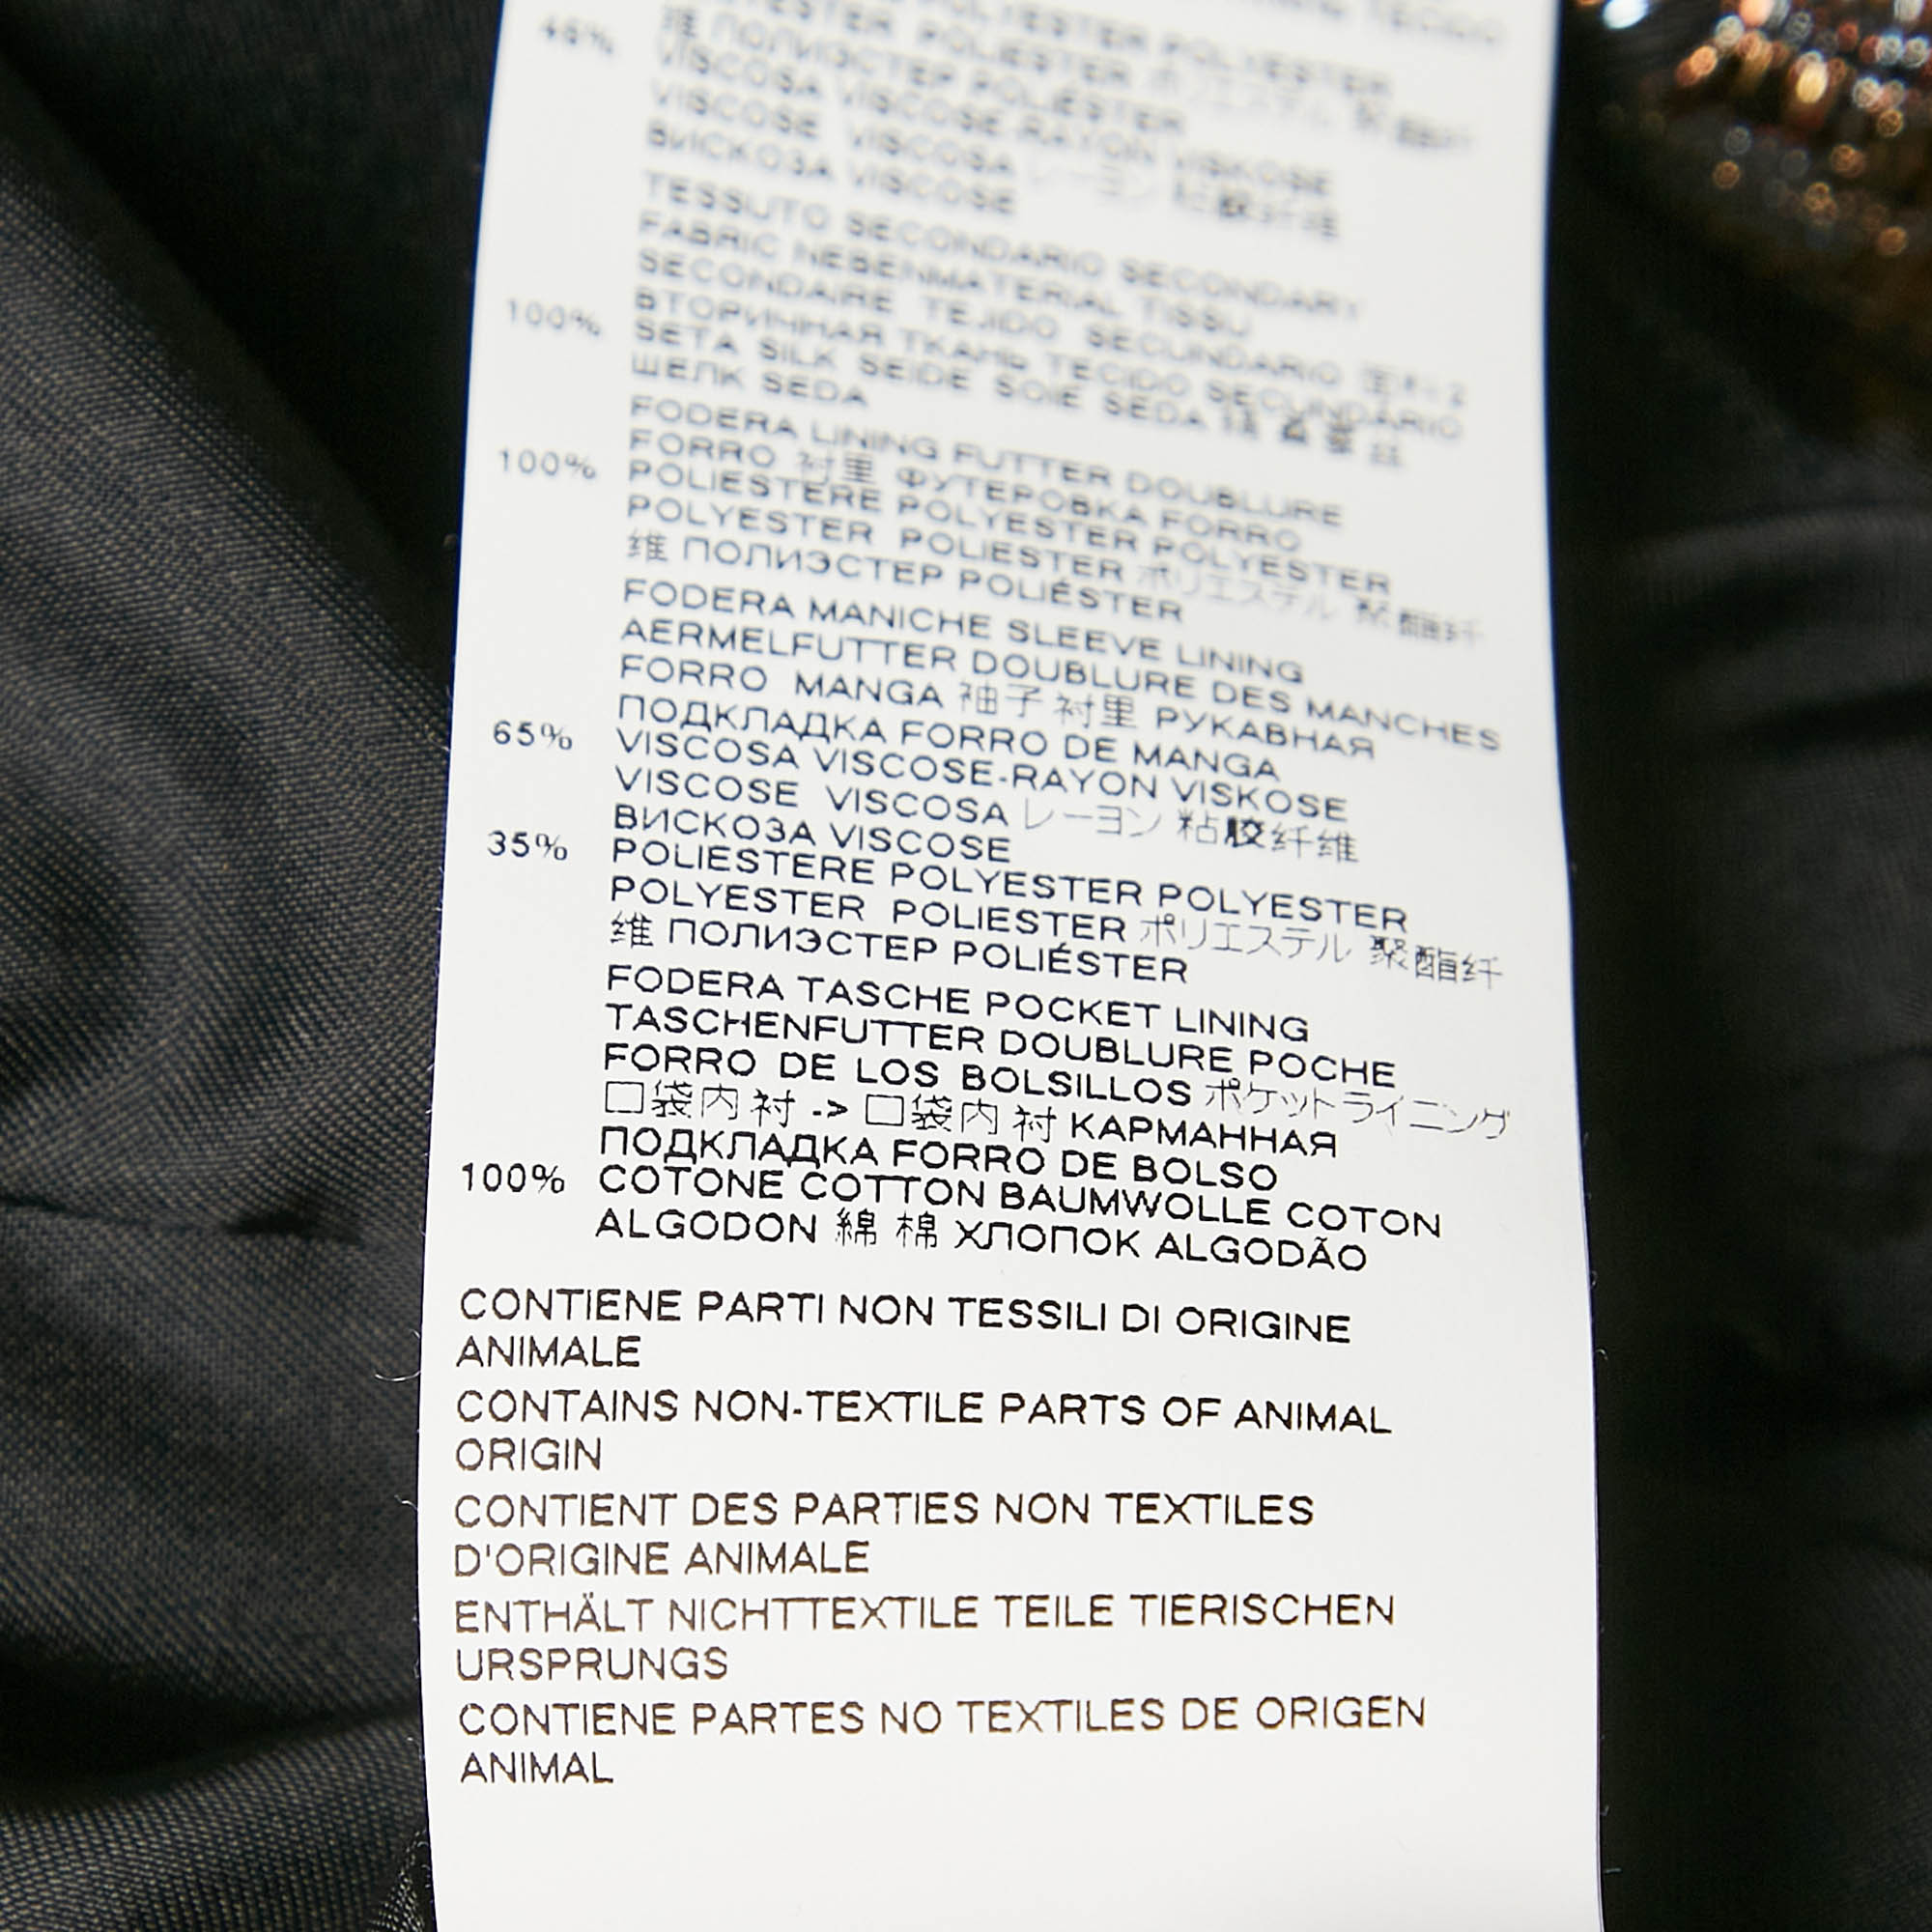 POLYESTER POLYESTER
POLIESTER
46% 维 ПОЛИЭСТЕР POLIÉSTER
VISCOSA VISCOSE-RAYON VISKOSE
VISCOSE VISCOSA レーヨン 粘胶纤维
ВИСКОЗА VISCOSE
TESSUTO SECONDARIO SECONDARY
FABRIC NEBENMATERIAL TISSU
SECONDAIRE TEJIDO SECUNDARIO
ВТОРИЧНАЯ ТКАНЬ TECIDO SECUNDÁRIO
100% SETA SILK SEIDE SOIE SEDA
ШЕЛК SEDA
FODERA LINING FUTTER DOUBLURE
FORRO 衬里 ФУТЕРОВКА FORRO
100% POLIESTERE POLYESTER POLYESTER
POLYESTER POLIESTER ポリエステル 聚酯纤
维 ПОЛИЭСТЕР POLIÉSTER
FODERA MANICHE SLEEVE LINING
AERMELFUTTER DOUBLURE DES MANCHES
FORRO MANGA 袖子衬里 РУКАВНАЯ
ПОДКЛАДКА FORRO DE MANGA
65% VISCOSA VISCOSE-RAYON VISKOSE
VISCOSE VISCOSA レーヨン 粘胶纤维
ВИСКОЗА VISCOSE
35% POLIESTERE POLYESTER POLYESTER
POLYESTER POLIESTER ポリエステル 聚酯纤
维 ПОЛИЭСТЕР POLIÉSTER
FODERA TASCHE POCKET LINING
TASCHENFUTTER DOUBLURE POCHE
FORRO DE LOS BOLSILLOS ポケットライニング
口袋内衬 -> 口袋内衬 КАРМАННАЯ
ПОДКЛАДКА FORRO DE BOLSO
100% COTONE COTTON BAUMWOLLE COTON
ALGODON 綿 棉 ХЛОПОК ALGODÃO
CONTIENE PARTI NON TESSILI DI ORIGINE
ANIMALE
CONTAINS NON-TEXTILE PARTS OF ANIMAL
ORIGIN
CONTIENT DES PARTIES NON TEXTILES
D'ORIGINE ANIMALE
ENTHÄLT NICHTTEXTILE TEILE TIERISCHEN
URSPRUNGS
CONTIENE PARTES NO TEXTILES DE ORIGEN
ANIMAL